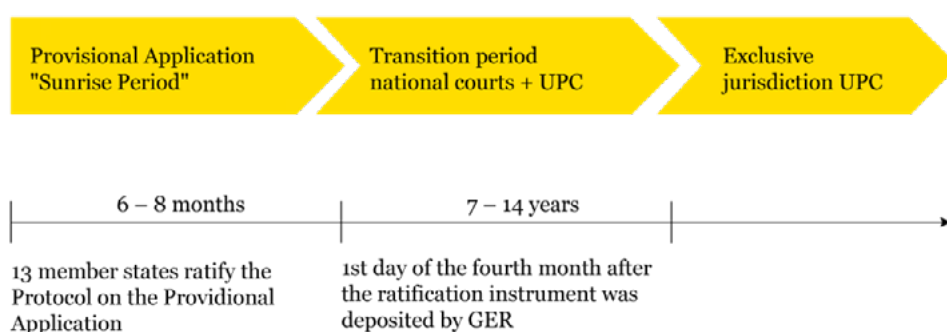 Provisional Application
"Sunrise Period"
Transition period
national courts + UPC
Exclusive
jurisdiction UPC
6 – 8 months
7 – 14 years
13 member states ratify the
Protocol on the Providional
Application
1st day of the fourth month after
the ratification instrument was
deposited by GER